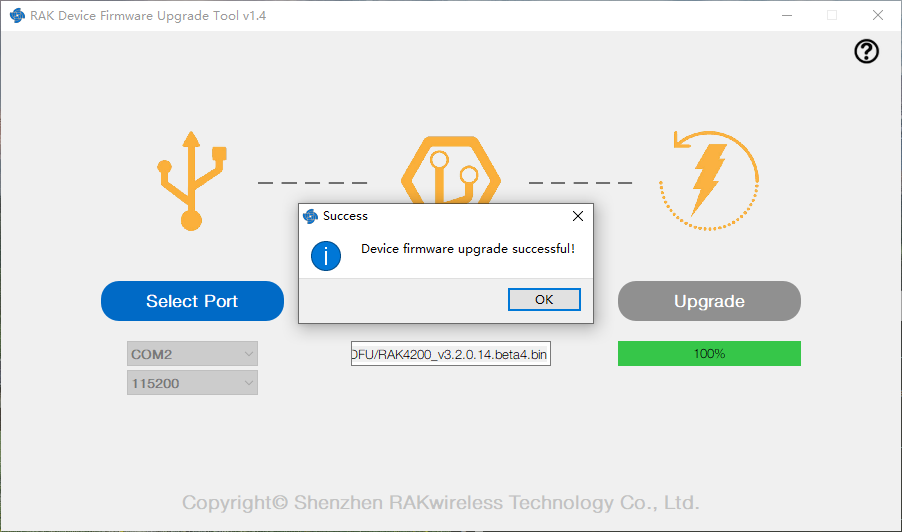 RAK Device Firmware Upgrade Tool v1.4
Success
Device firmware upgrade successful!
OK
Select Port
Upgrade
COM2
115200
DFU/RAK4200_v3.2.0.14.beta4.bin
100%
Copyright© Shenzhen RAKwireless Technology Co., Ltd.